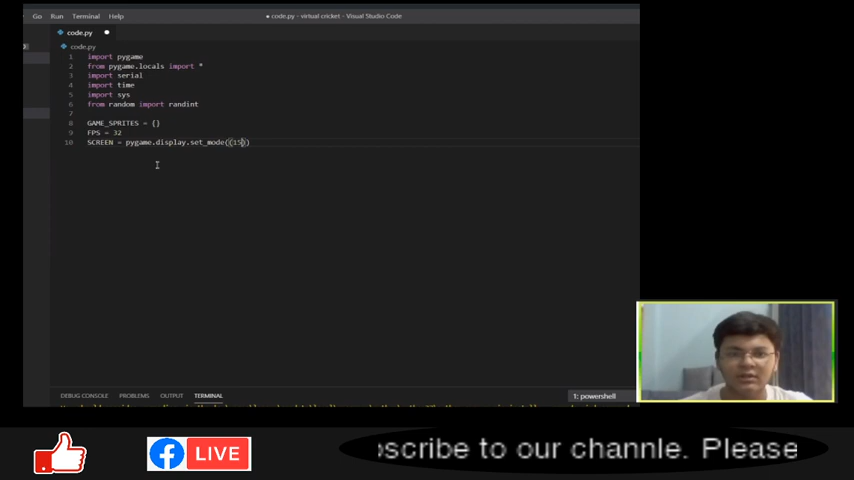 Go Run Terminal Help
● code.py - virtual cricket - Visual Studio Code
code.py
code.py
1 import pygame
2 from pygame.locals import *
3 import serial
4 import time
5 import sys
6 from random import randint
7
8 GAME_SPRITES = {}
9 FPS = 32
10 SCREEN = pygame.display.set_mode((15))
DEBUG CONSOLE PROBLEMS OUTPUT TERMINAL
1: powershell
LIVE
bscribe to our channle. Please